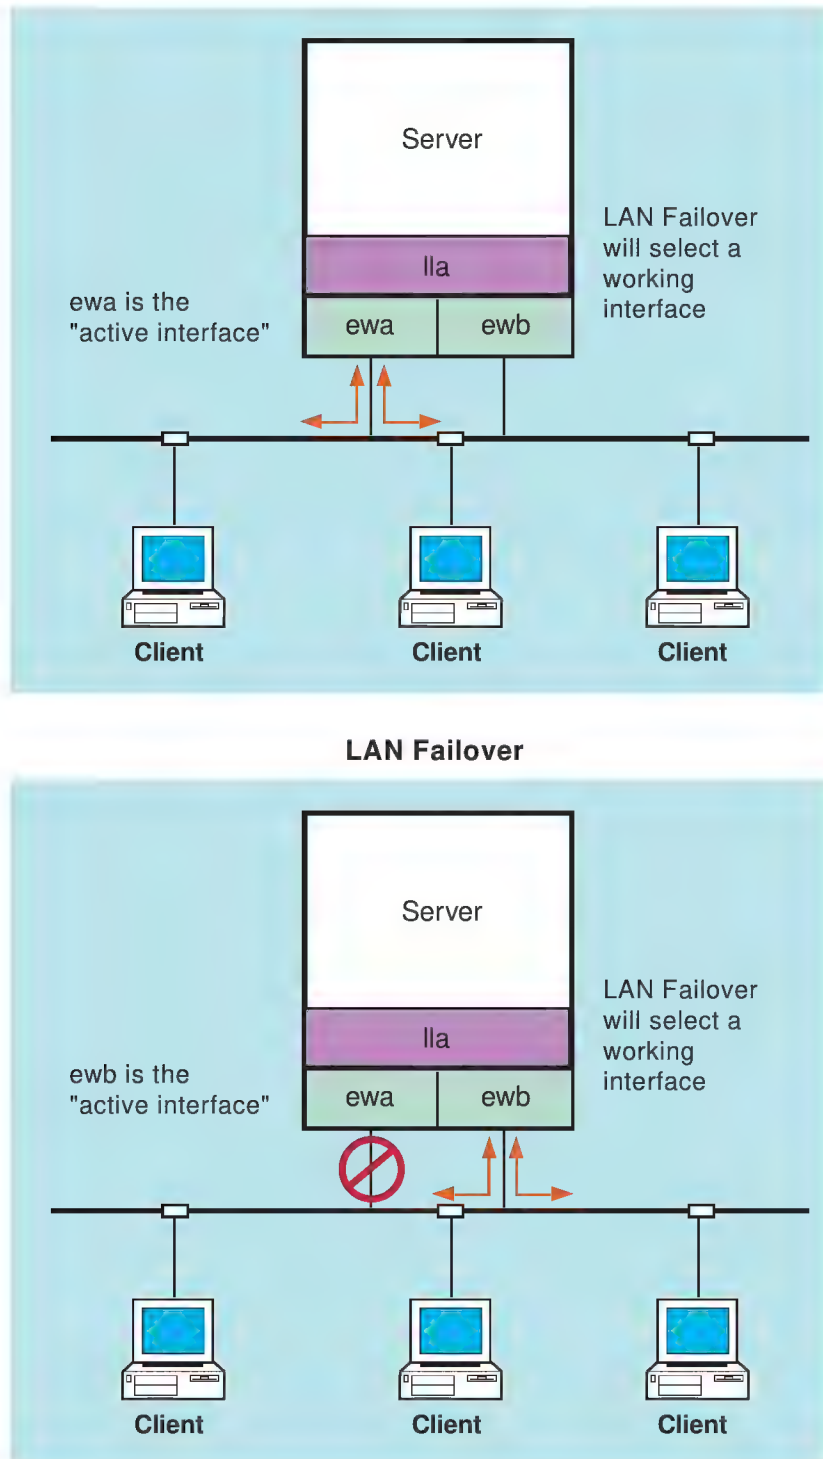 Server
LAN Failover
will select a
working
interface
lla
ewa is the
"active interface"
ewa
ewb
Client
Client
Client
LAN Failover
Server
LAN Failover
will select a
working
interface
lla
ewb is the
"active interface"
ewa
ewb
Client
Client
Client